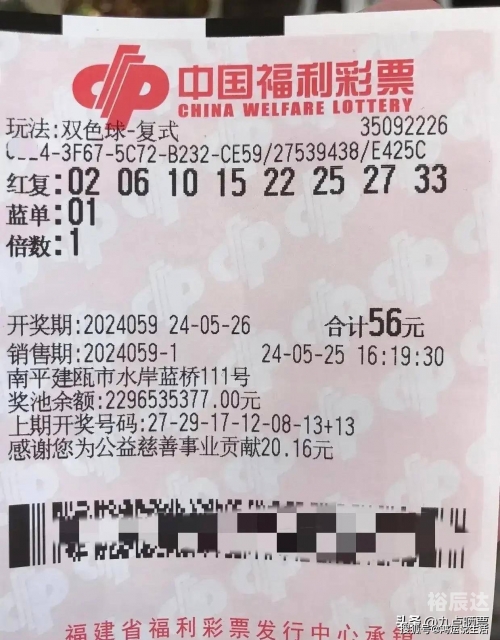 中国福利彩票
CHINA WELFARE LOTTERY
玩法:双色球-复式 35092226
-3F67-5C72-B232-CE59/27539438/E425C
红复:02 06 10 15 22 25 27 33
蓝单:01
倍数:1
开奖期:2024059 24-05-26 合计56元
销售期:2024059-1 24-05-25 16:19:30
南平建瓯市水岸蓝桥111号
奖池余额:2296535377.00元
上期开奖号码:27-29-17-12-08-13+13
感谢您为公益慈善事业贡献20.16元
裕辰达
福建省福利彩票发行中心承